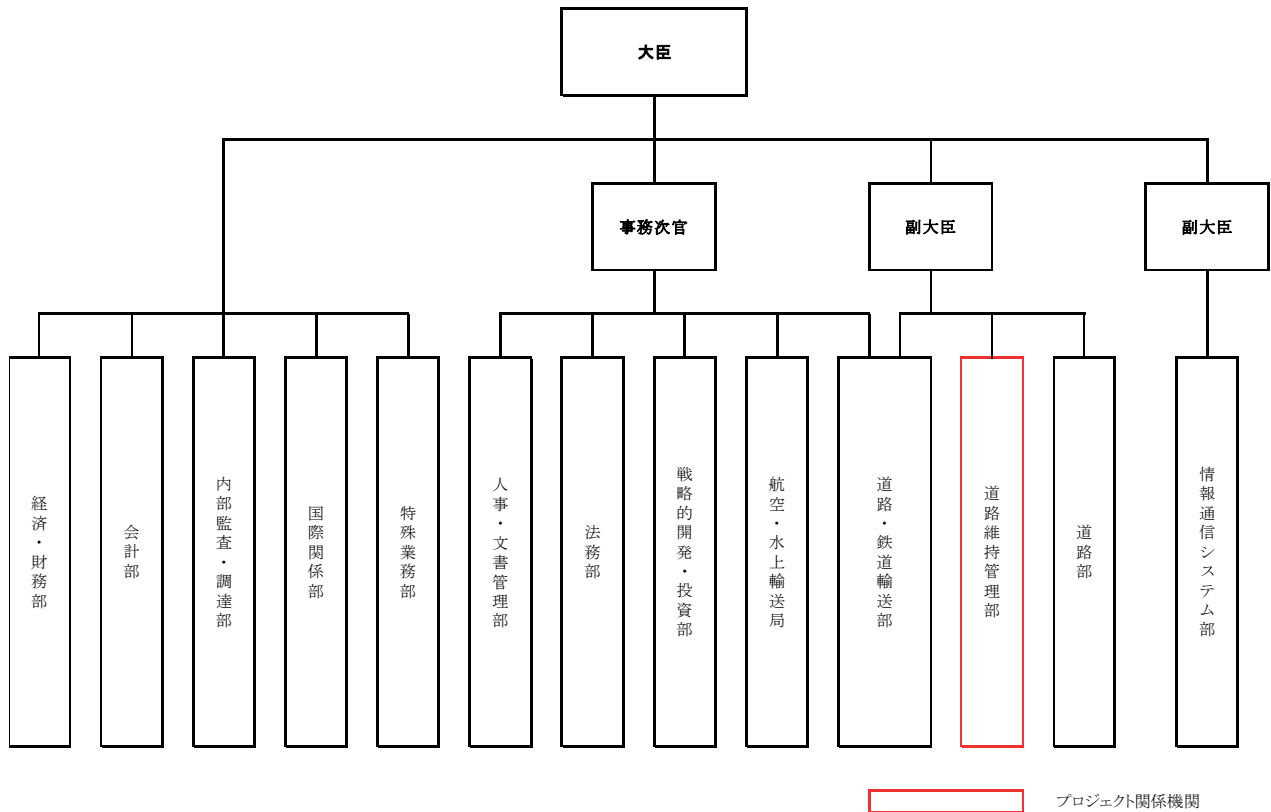 大臣
事務次官
副大臣
副大臣
経済・財務部
会計部
内部監査・調達部
国際関係部
特殊業務部
人事・文書管理部
法務部
戦略的開発・投資部
航空・水上輸送局
道路・鉄道輸送部
道路維持管理部
道路部
情報通信システム部
プロジェクト関係機関